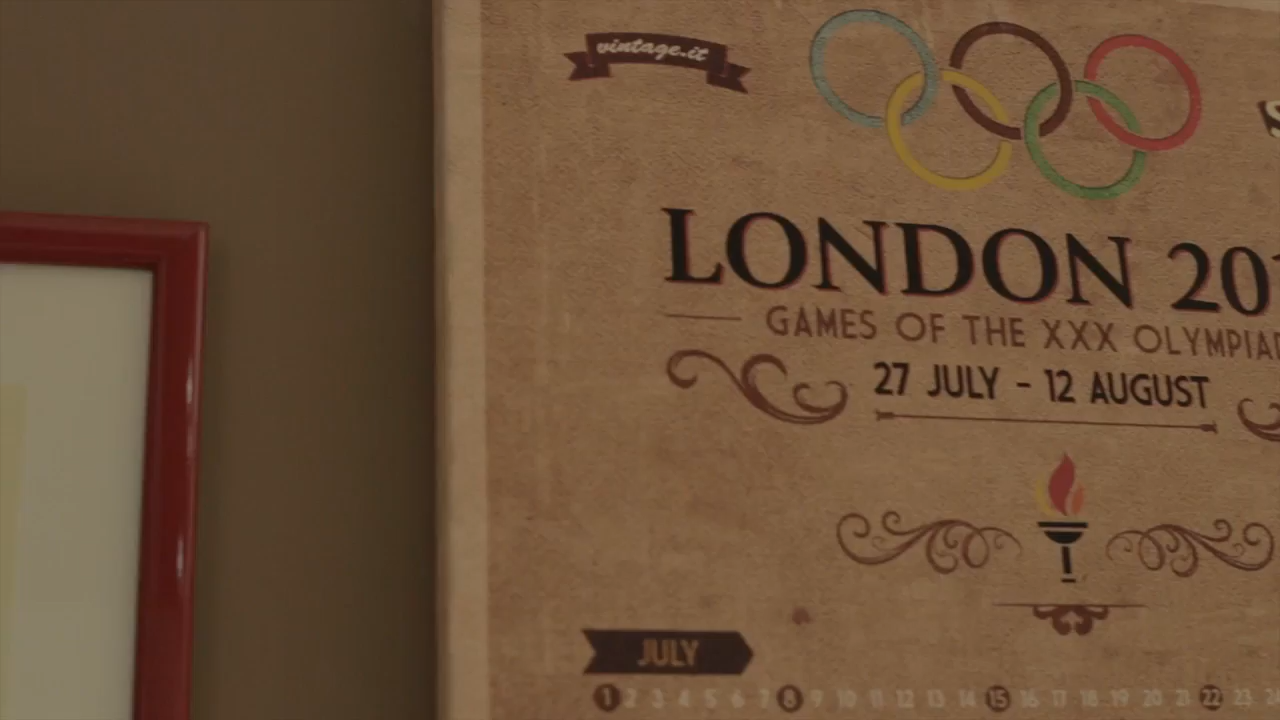 vintage.it
S
LONDON 201
GAMES OF THE XXX OLYMPIAD
27 JULY - 12 AUGUST
JULY
1 2 3 4 5 6 7 8 9 10 11 12 13 14 15 16 17 18 19 20 21 22 23